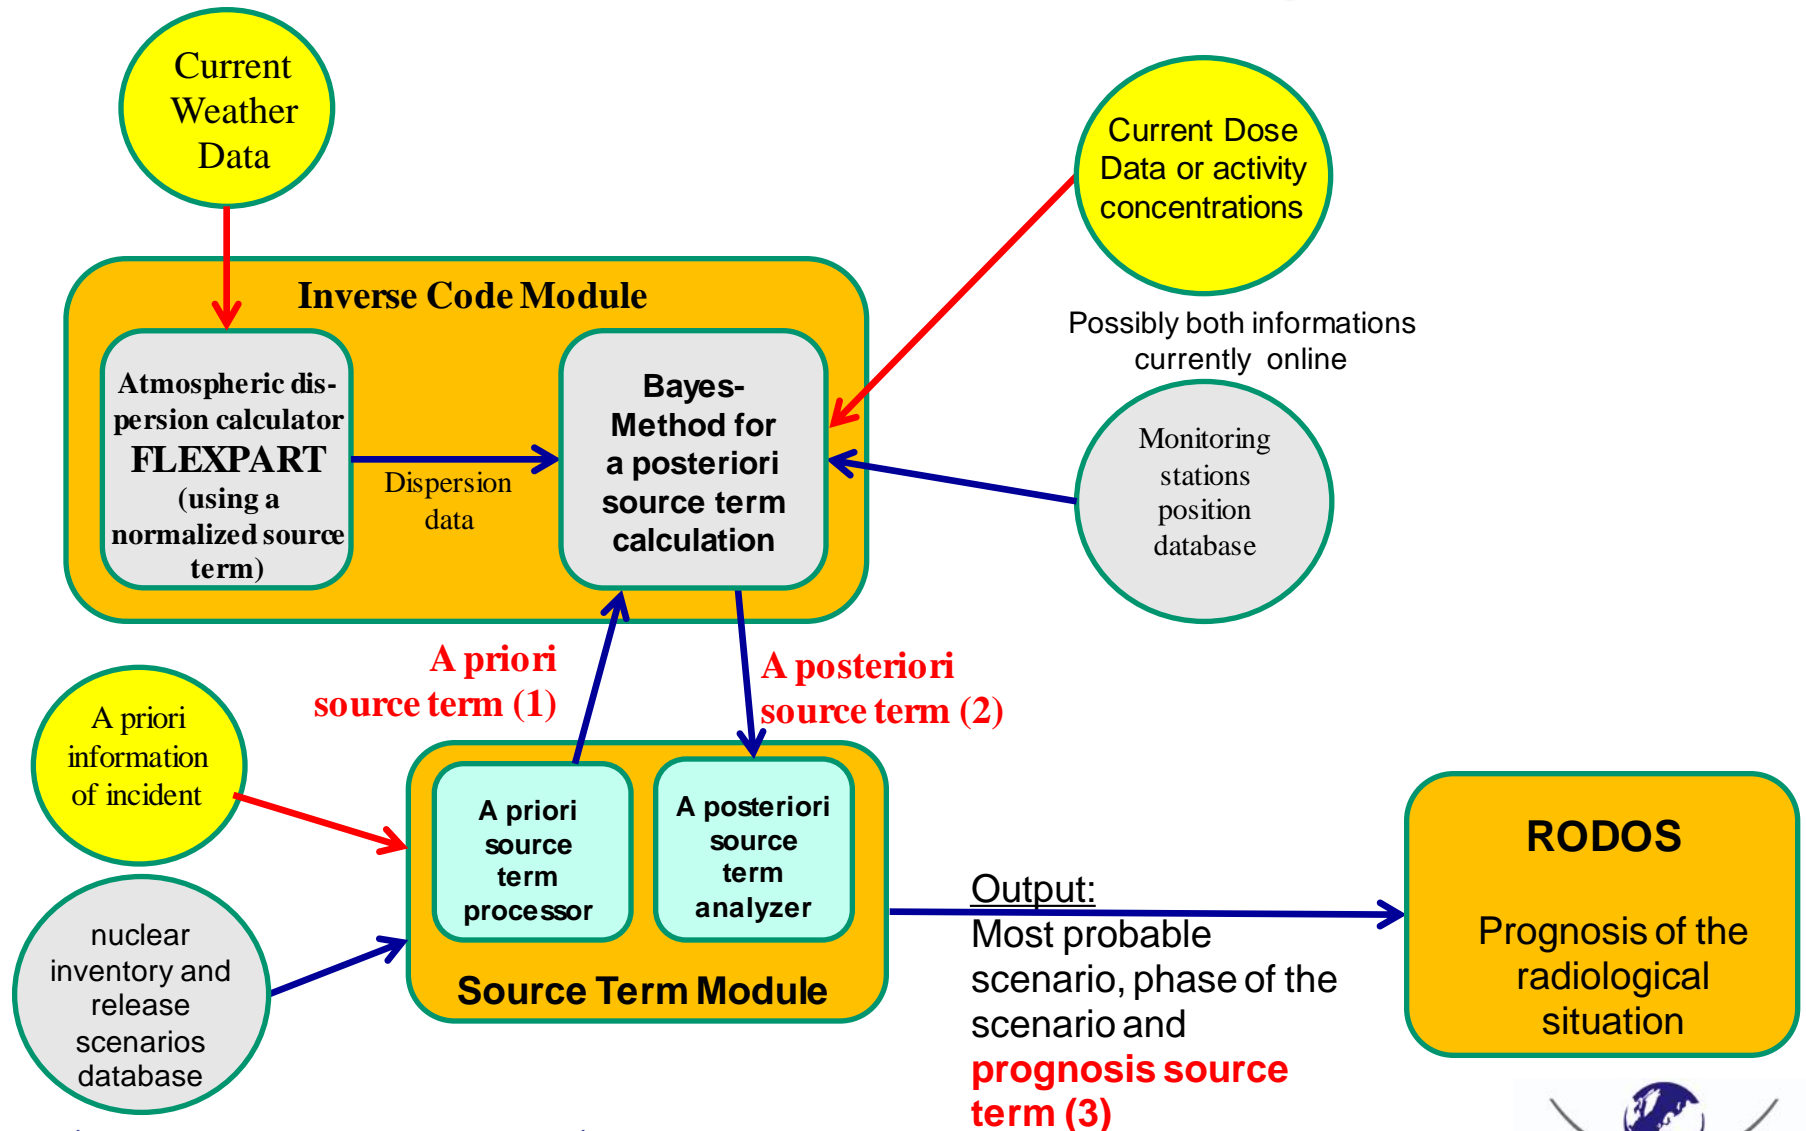 Current
Weather
Data
Current Dose
Data or activity
concentrations
Inverse Code Module
Possibly both informations
currently online
Atmospheric dis-
persion calculator
FLEXPART
(using a
normalized source
term)
Dispersion
data
Bayes-
Method for
a posteriori
source term
calculation
Monitoring
stations
position
database
A priori
source term (1)
A posteriori
source term (2)
A priori
information
of incident
A priori
source
term
processor
A posteriori
source
term
analyzer
Source Term Module
nuclear
inventory and
release
scenarios
database
Output:
Most probable
scenario, phase of the
scenario and
prognosis source
term (3)
RODOS
Prognosis of the
radiological
situation